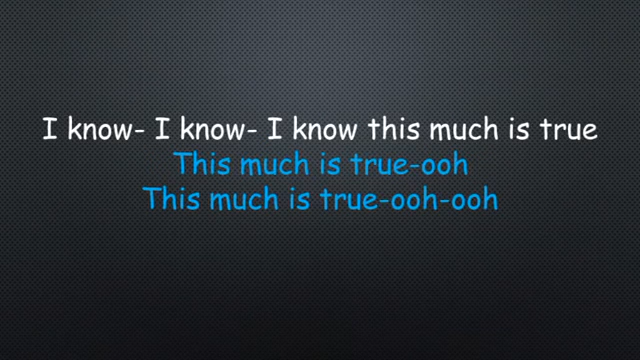 I know- I know- I know this much is true
This much is true-ooh
This much is true-ooh-ooh